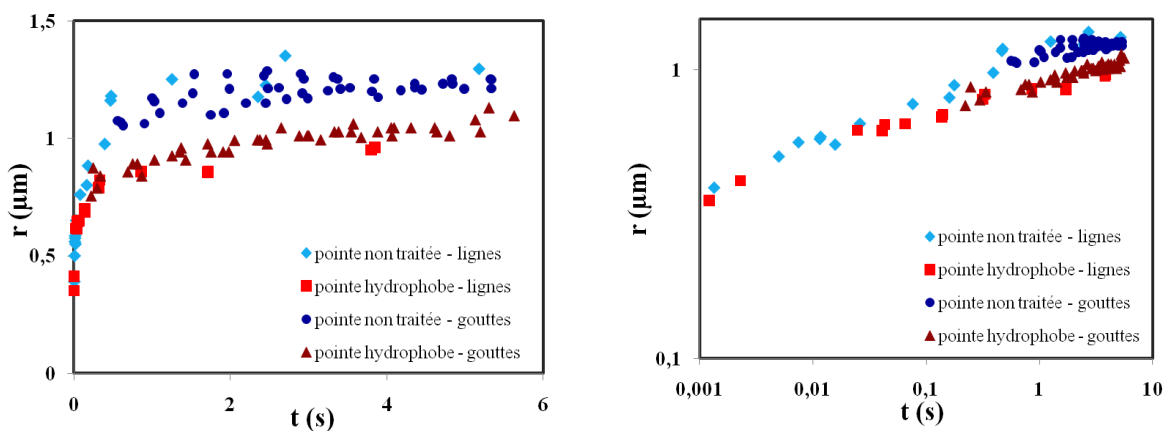 1,5
1
0,5
0
0
2
4
6
r (µm)
t (s)
pointe non traitée - lignes
pointe hydrophobe - lignes
pointe non traitée - gouttes
pointe hydrophobe - gouttes
1
0,1
0,001
0,01
0,1
1
10
r (µm)
t (s)
pointe non traitée - lignes
pointe hydrophobe - lignes
pointe non traitée - gouttes
pointe hydrophobe - gouttes